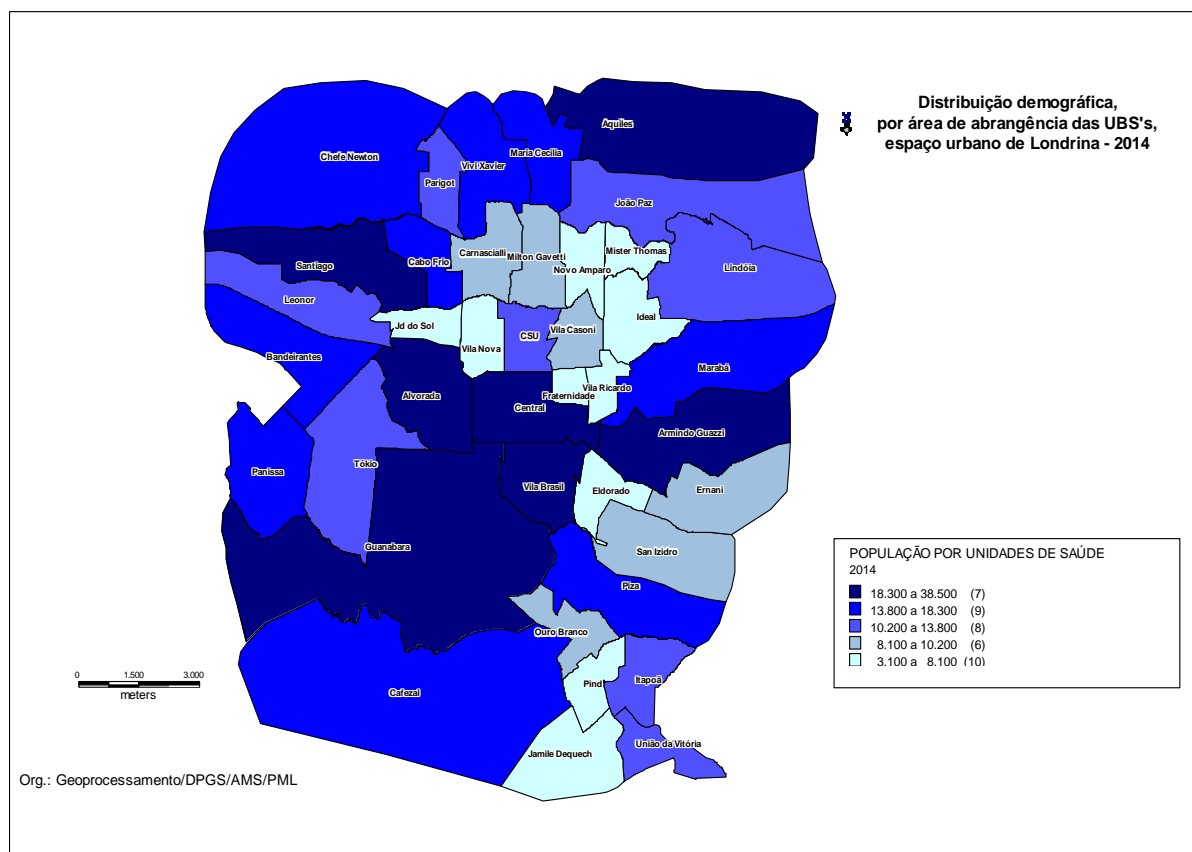 Distribuição demográfica,
por área de abrangência das UBS's,
espaço urbano de Londrina - 2014
Aquiles
Chefe Newton
Maria Cecília
Vivi Xavier
Parigot
João Paz
Carnascialli
Milton Gavetti
Mister Thomas
Cabo Frio
Santiago
Novo Amparo
Lindóia
Leonor
Ideal
Jd do Sol
Vila Nova
CSU
Vila Casoni
Bandeirantes
Marabá
Alvorada
Fraternidade
Vila Ricardo
Central
Armindo Guazzi
Panissa
Tókio
Vila Brasil
Eldorado
Ernani
Guanabara
San Izidro
Piza
Ouro Branco
Cafezal
Pind
Itapoã
União da Vitória
Jamile Dequech
POPULAÇÃO POR UNIDADES DE SAÚDE
2014
18.300 a 38.500 (7)
13.800 a 18.300 (9)
10.200 a 13.800 (8)
8.100 a 10.200 (6)
3.100 a 8.100 (10)
0 1.500 3.000
meters
Org.: Geoprocessamento/DPGS/AMS/PML